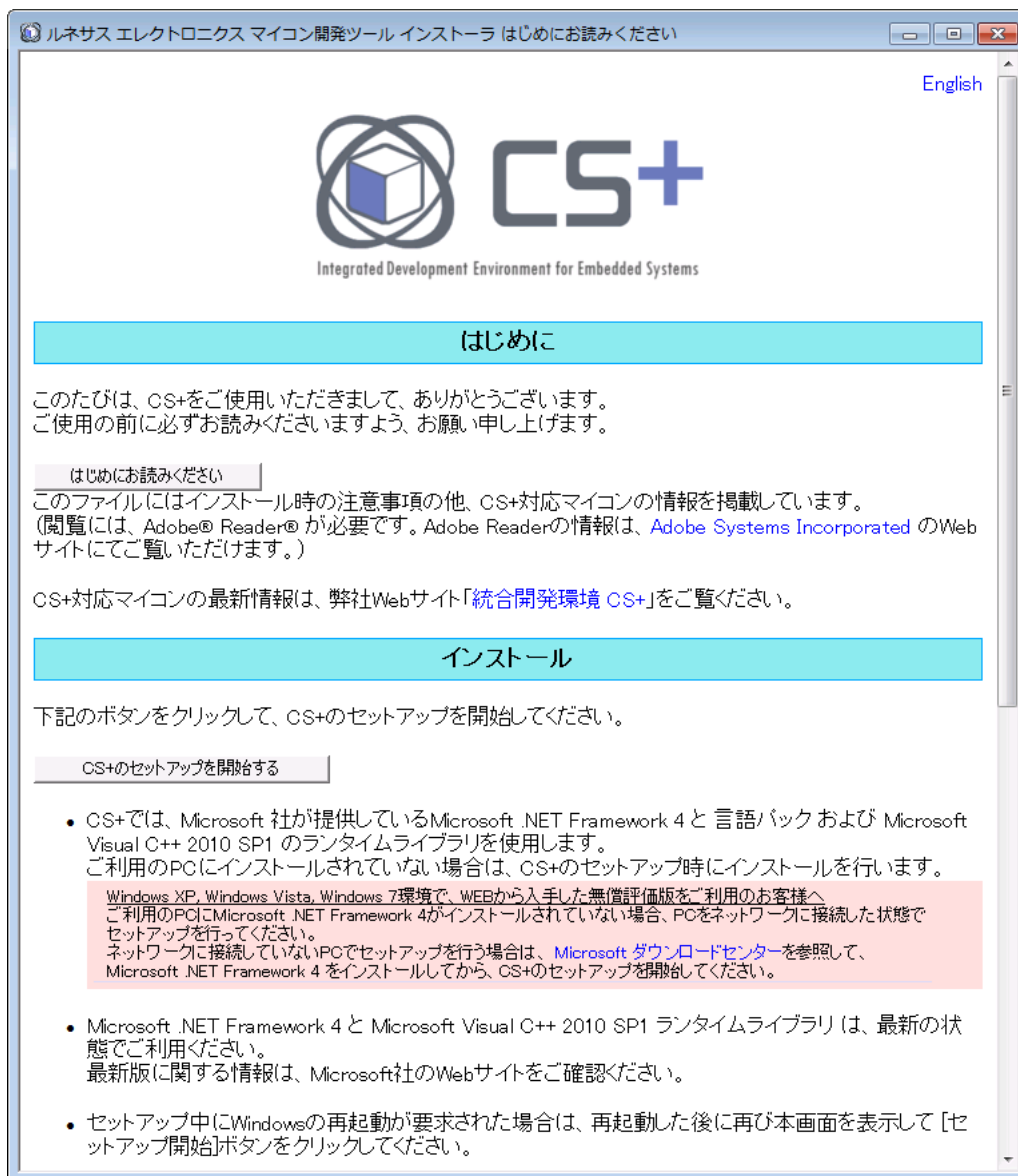 ルネサス エレクトロニクス マイコン開発ツール インストーラ はじめにお読みください
English
CS+
Integrated Development Environment for Embedded Systems
はじめに
このたびは、CS+をご使用いただきまして、ありがとうございます。
ご使用の前に必ずお読みくださいますよう、お願い申し上げます。
はじめにお読みください
このファイルにはインストール時の注意事項の他、CS+対応マイコンの情報を掲載しています。
(閲覧には、Adobe® Reader® が必要です。Adobe Readerの情報は、Adobe Systems Incorporated のWeb
サイトにてご覧いただけます。)
CS+対応マイコンの最新情報は、弊社Webサイト「統合開発環境 CS+」をご覧ください。
インストール
下記のボタンをクリックして、CS+のセットアップを開始してください。
CS+のセットアップを開始する
• CS+では、Microsoft 社が提供しているMicrosoft .NET Framework 4 と 言語パック および Microsoft
Visual C++ 2010 SP1 のランタイムライブラリを使用します。
ご利用のPCにインストールされていない場合は、CS+のセットアップ時にインストールを行います。
Windows XP, Windows Vista, Windows 7環境で、WEBから入手した無償評価版をご利用のお客様へ
ご利用のPCにMicrosoft .NET Framework 4がインストールされていない場合、PCをネットワークに接続した状態で
セットアップを行ってください。
ネットワークに接続していないPCでセットアップを行う場合は、Microsoft ダウンロードセンターを参照して、
Microsoft .NET Framework 4 をインストールしてから、CS+のセットアップを開始してください。
• Microsoft .NET Framework 4 と Microsoft Visual C++ 2010 SP1 ランタイムライブラリ は、最新の状
態でご利用ください。
最新版に関する情報は、Microsoft社のWebサイトをご確認ください。
• セットアップ中にWindowsの再起動が要求された場合は、再起動した後に再び本画面を表示して [セ
ットアップ開始]ボタンをクリックしてください。